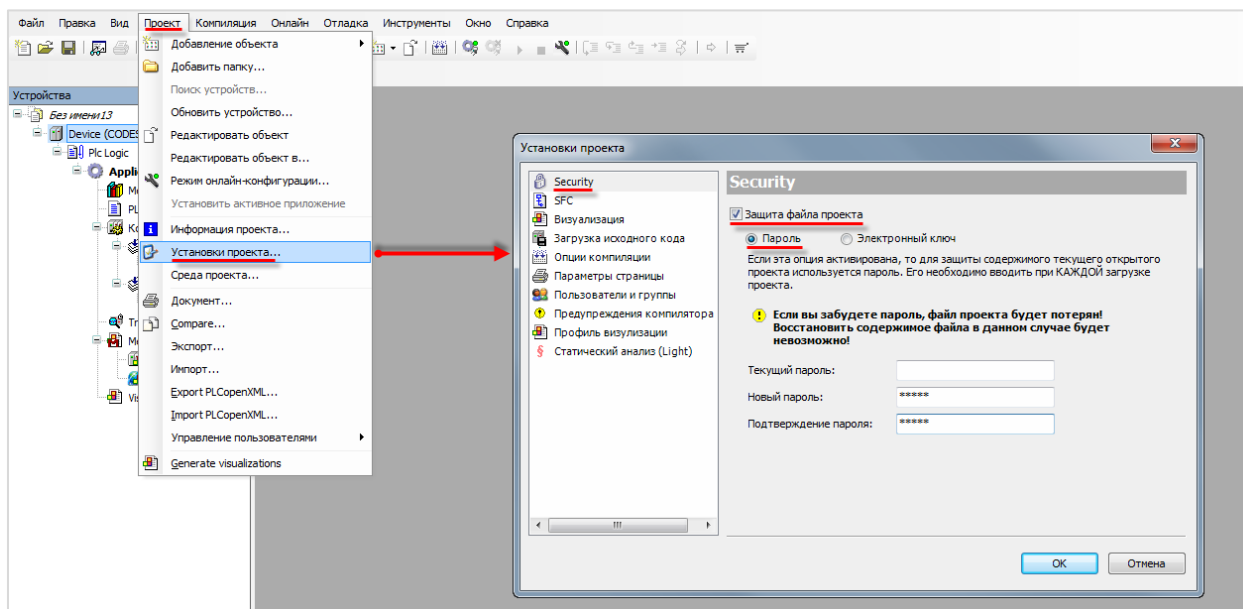 Файл Правка Вид Проект Компиляция Онлайн Отладка Инструменты Окно Справка
Добавление объекта
Добавить папку...
Поиск устройств...
Обновить устройство...
Редактировать объект
Редактировать объект в...
Режим онлайн-конфигурации...
Установить активное приложение
Информация проекта...
Установки проекта...
Среда проекта...
Документ...
Compare...
Экспорт...
Импорт...
Export PLCopenXML...
Import PLCopenXML...
Управление пользователями
Generate visualizations
Устройства
Без имени13
Device (CODES
Plc Logic
Appli
PL
Tr
Vis
Установки проекта
Security
SFC
Визуализация
Загрузка исходного кода
Опции компиляции
Параметры страницы
Пользователи и группы
Предупреждения компилятора
Профиль визулизации
Статический анализ (Light)
Security
Защита файла проекта
Пароль Электронный ключ
Если эта опция активирована, то для защиты содержимого текущего открытого
проекта используется пароль. Его необходимо вводить при КАЖДОЙ загрузке
проекта.
Если вы забудете пароль, файл проекта будет потерян!
Восстановить содержимое файла в данном случае будет
невозможно!
Текущий пароль:
Новый пароль: *****
Подтверждение пароля: *****
OK Отмена